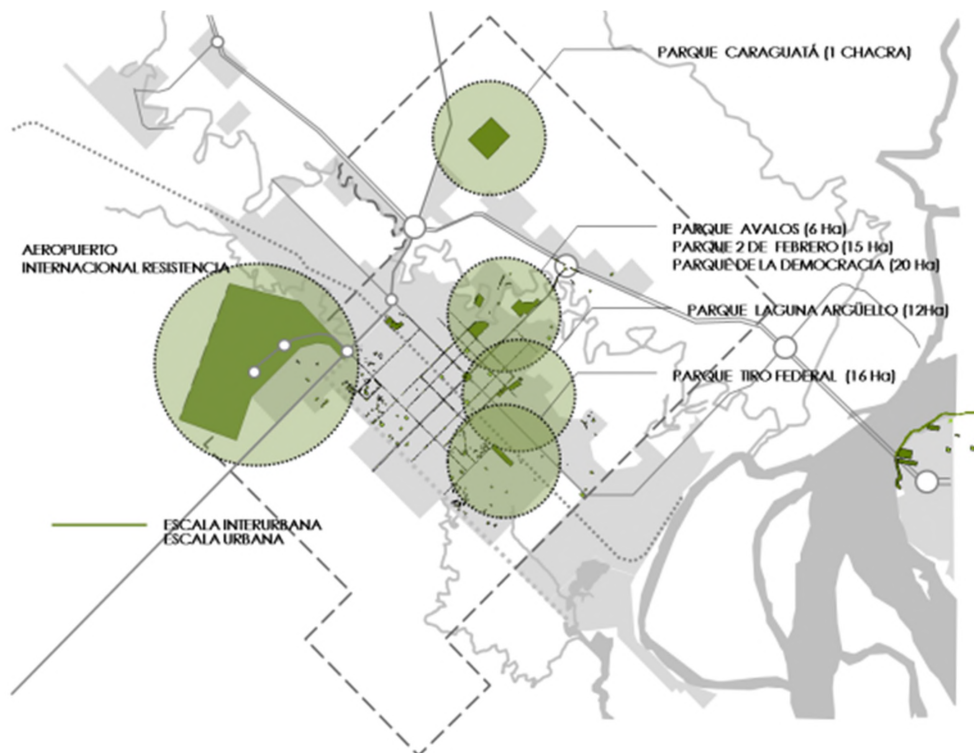 PARQUE CARAGUATÁ (1 CHACRA)
PARQUE AVALOS (6 Ha)
PARQUE 2 DE FEBRERO (15 Ha)
PARQUE DE LA DEMOCRACIA (20 Ha)
AEROPUERTO
INTERNACIONAL RESISTENCIA
PARQUE LAGUNA ARGÜELLO (12Ha)
PARQUE TIRO FEDERAL (16 Ha)
ESCALA INTERURBANA
ESCALA URBANA